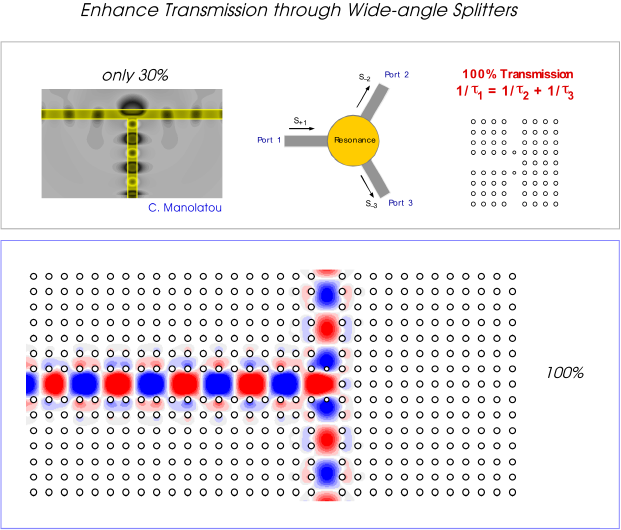 Enhance Transmission through Wide-angle Splitters
only 30%
C. Manolatou
S₊₁
Port 1
Resonance
S₋₂
Port 2
S₋₃
Port 3
100% Transmission
1/τ₁ = 1/τ₂ + 1/τ₃
100%